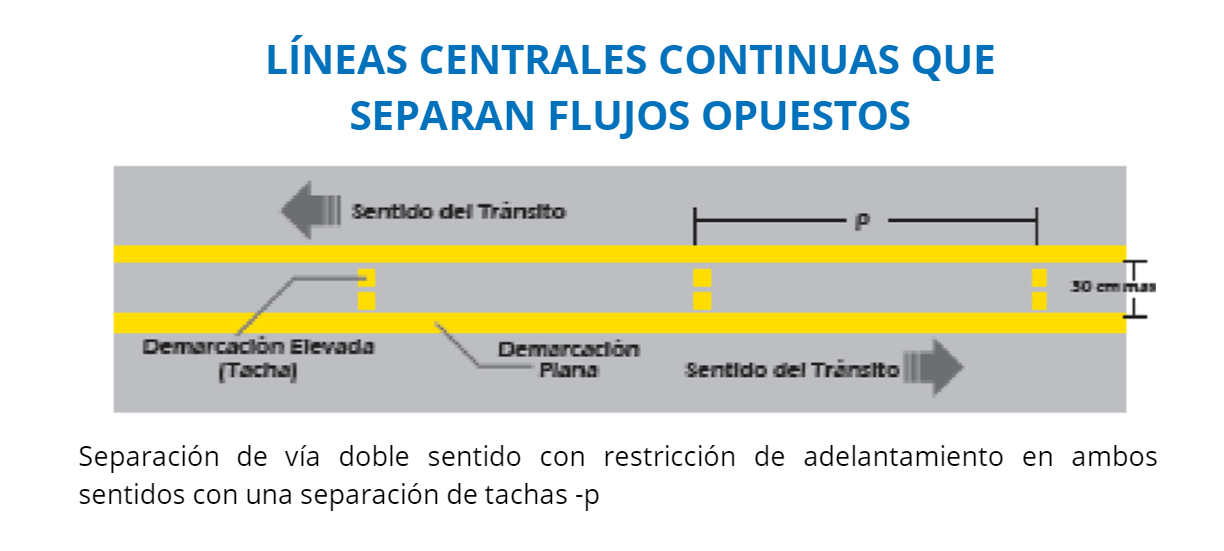 LÍNEAS CENTRALES CONTINUAS QUE
SEPARAN FLUJOS OPUESTOS
Sentido del Tránsito
p
30 cm max
Demarcación Elevada
(Tacha)
Demarcación
Plana
Sentido del Tránsito
Separación de vía doble sentido con restricción de adelantamiento en ambos
sentidos con una separación de tachas -p